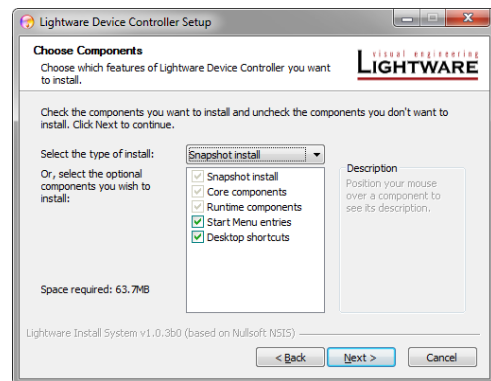 Lightware Device Controller Setup
Choose Components
Choose which features of Lightware Device Controller you want
to install.
visual engineering
LIGHTWARE
Check the components you want to install and uncheck the components you don't want to
install. Click Next to continue.
Select the type of install:
Snapshot install
Or, select the optional
components you wish to
install:
Snapshot install
Core components
Runtime components
Start Menu entries
Desktop shortcuts
Description
Position your mouse
over a component to
see its description.
Space required: 63.7MB
Lightware Install System v1.0.3b0 (based on Nullsoft NSIS)
< Back
Next >
Cancel